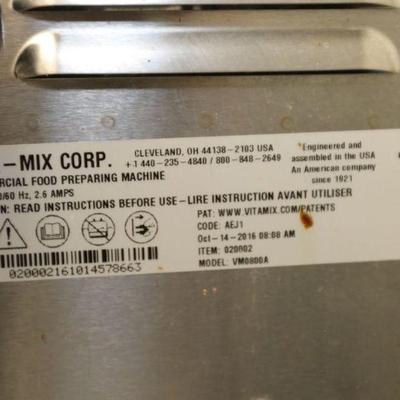 -MIX CORP.
CLEVELAND, OH 44138-2103 USA
+1 440-235-4840 / 800-848-2649
*Engineered and
assembled in the USA
An American company
since 1921
RCIAL FOOD PREPARING MACHINE
0/60 Hz, 2.6 AMPS
N: READ INSTRUCTIONS BEFORE USE-LIRE INSTRUCTION AVANT UTILISER
PAT: WWW.VITAMIX.COM/PATENTS
CODE: AEJ1
Oct-14-2016 08:08 AM
ITEM: 020002
MODEL: VM0800A
020002161014578663